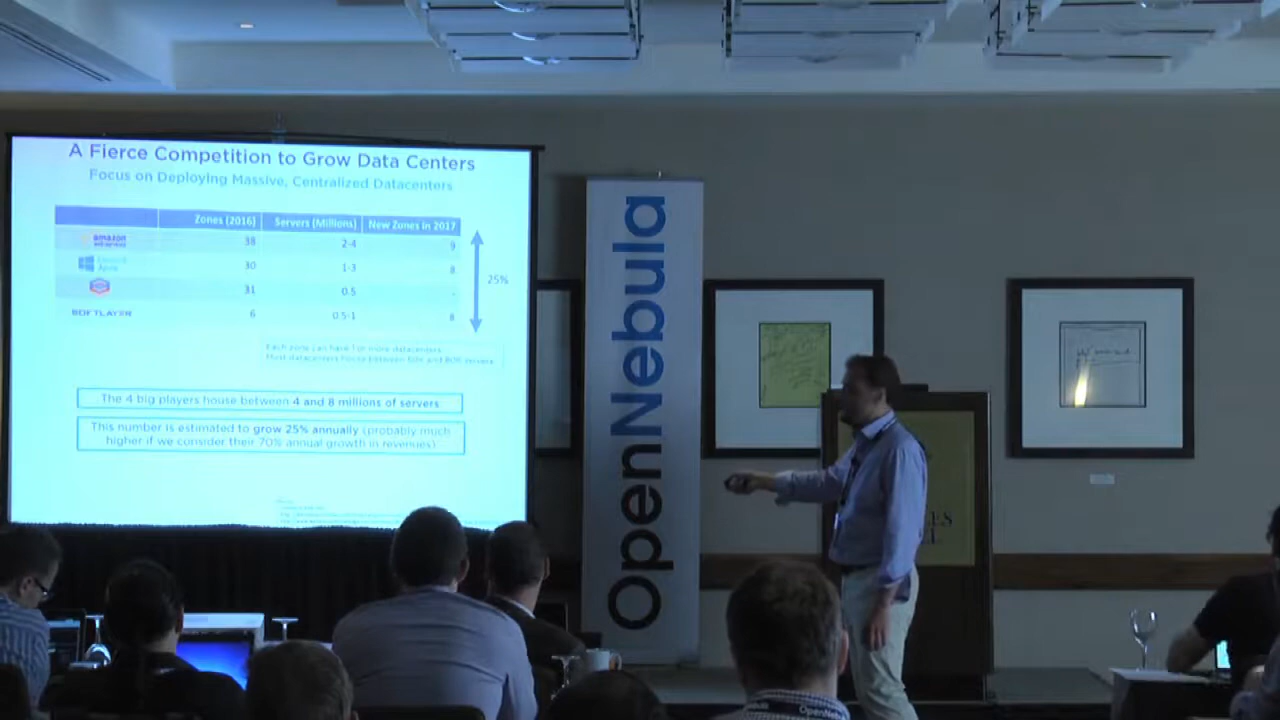 A Fierce Competition to Grow Data Centers
Focus on Deploying Massive, Centralized Datacenters
Zones (2016) Servers (Millions) New Zones in 2017
amazon 38 2-4 9
30 1-3 8
31 0.5 -
SOFTLAYER 6 0.5-1 8
25%
Each zone can have 1 or more datacenters
Most datacenters house between 50K and 80K servers
The 4 big players house between 4 and 8 millions of servers
This number is estimated to grow 25% annually (probably much
higher if we consider their 70% annual growth in revenues)
OpenNebula